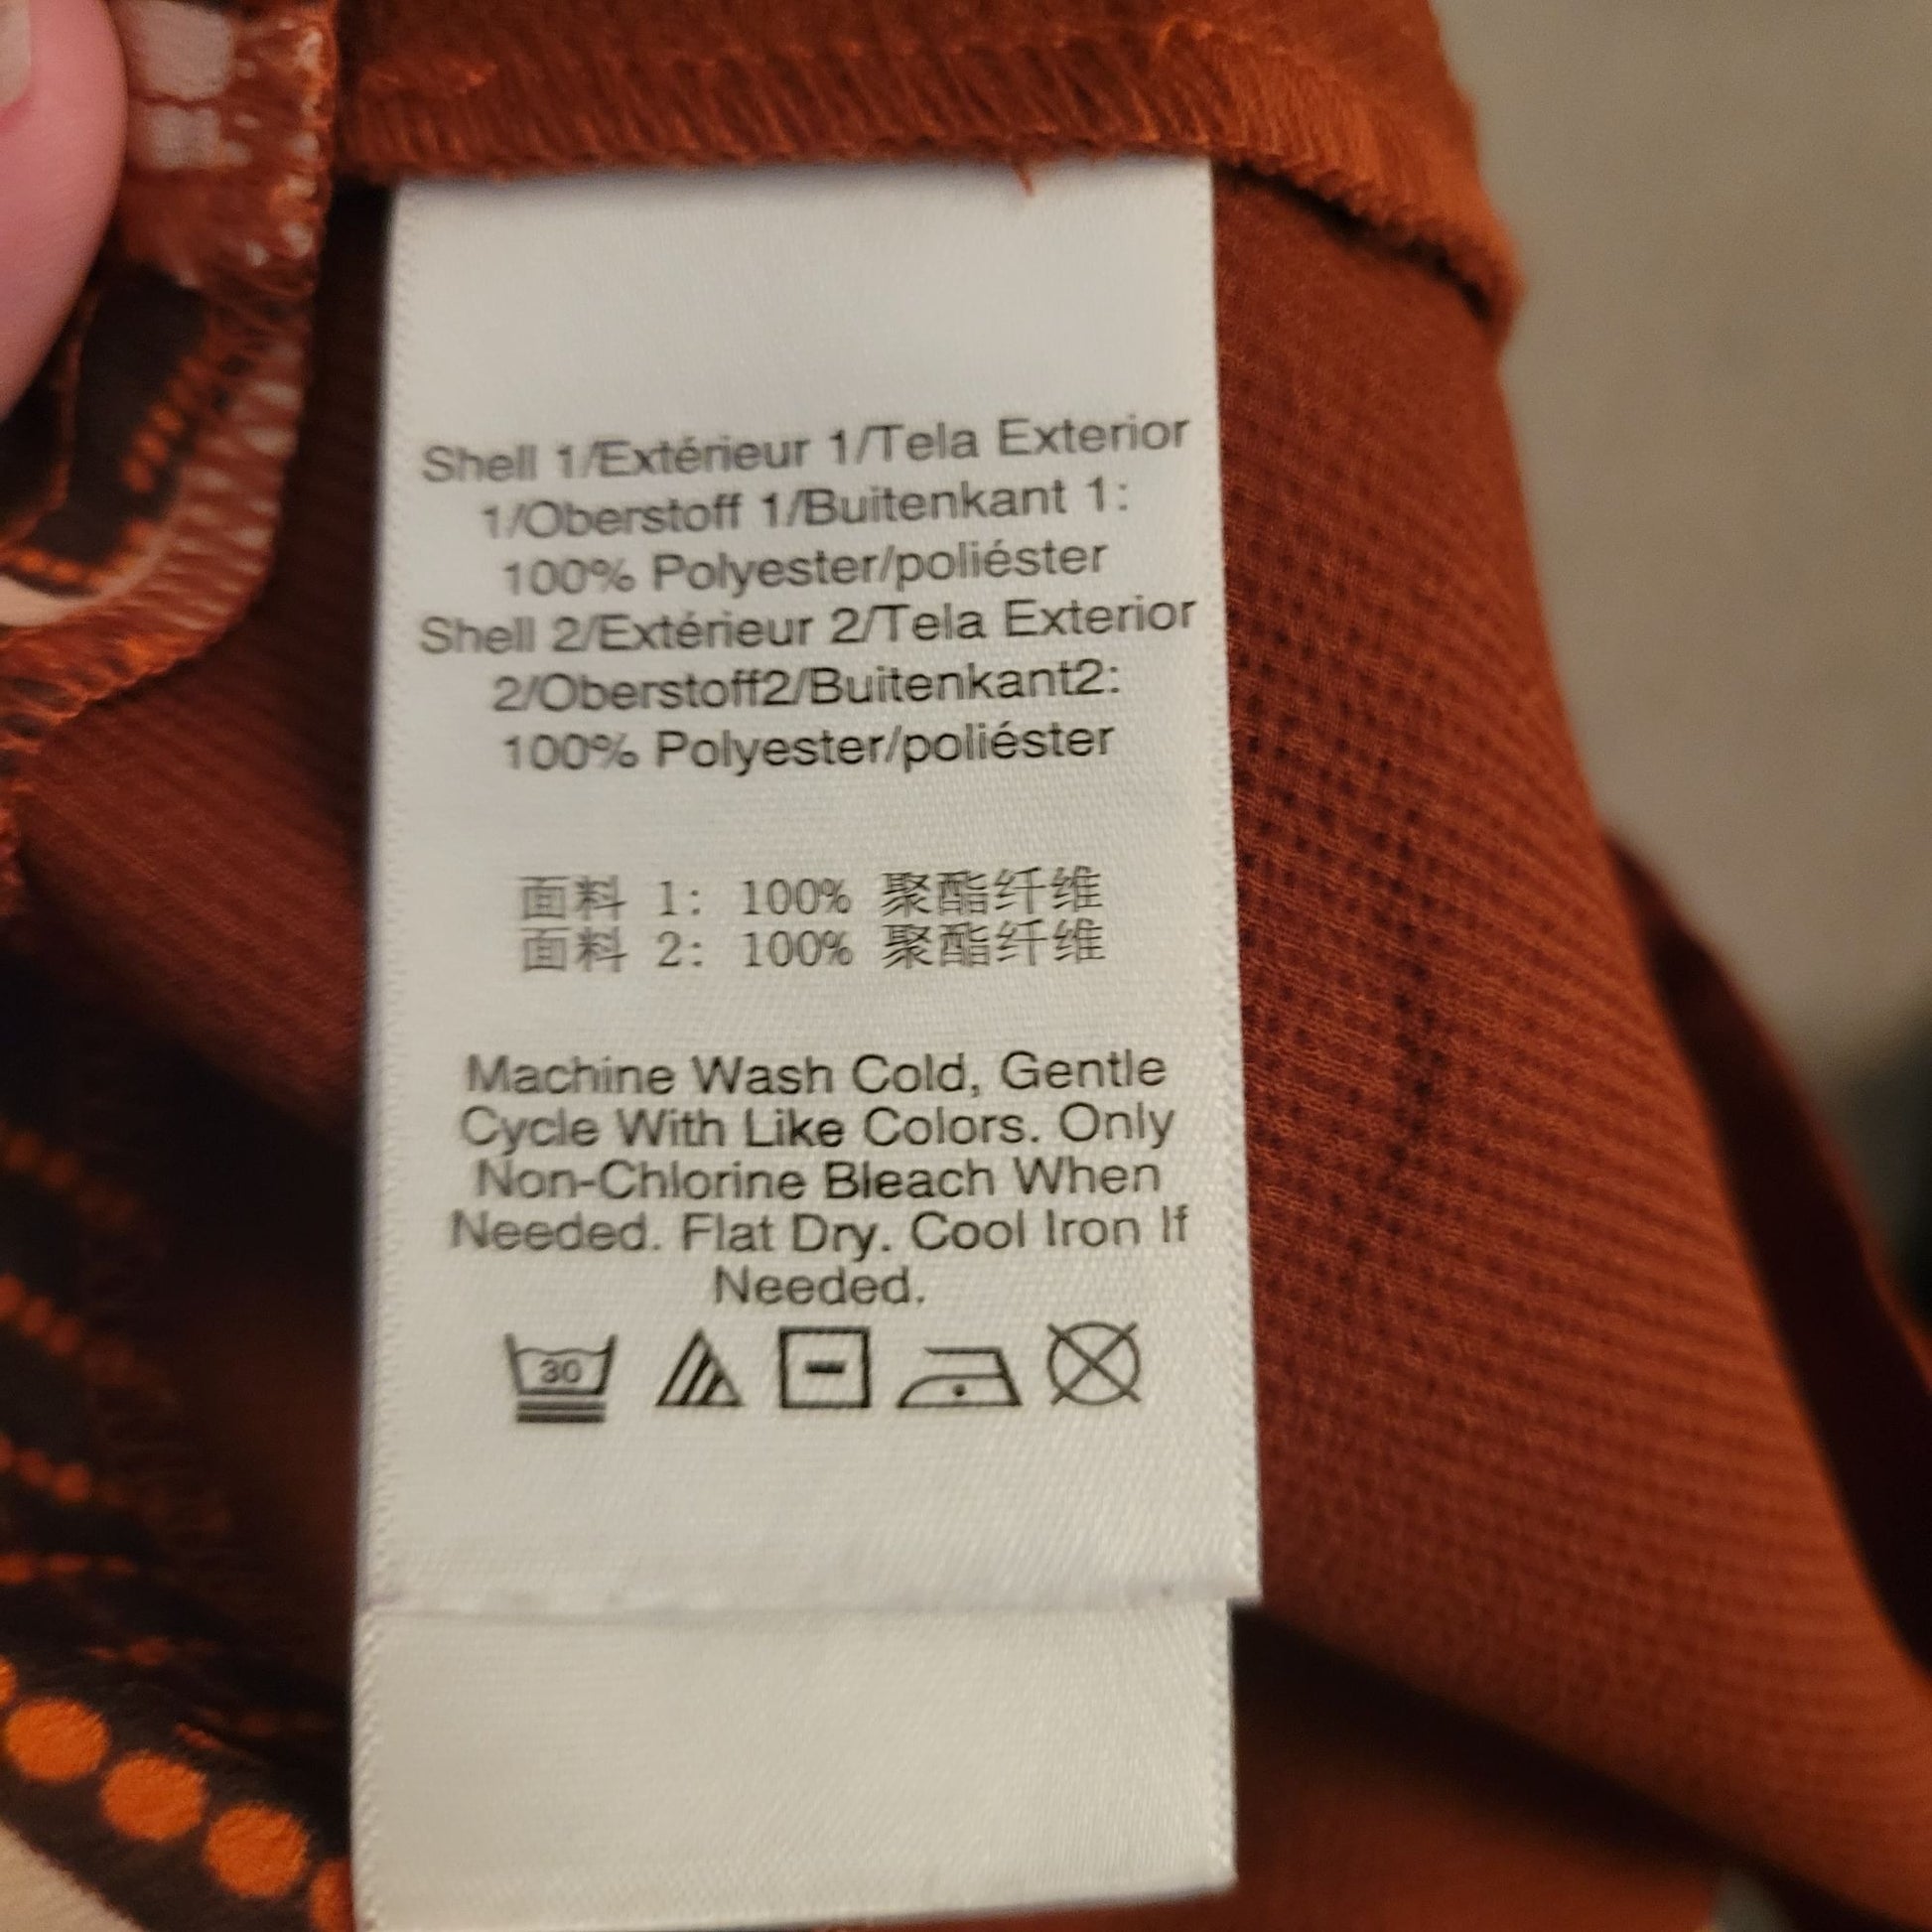 Shell 1/Extérieur 1/Tela Exterior
1/Oberstoff 1/Buitenkant 1:
100% Polyester/poliéster
Shell 2/Extérieur 2/Tela Exterior
2/Oberstoff2/Buitenkant2:
100% Polyester/poliéster
面料 1: 100% 聚酯纤维
面料 2: 100% 聚酯纤维
Machine Wash Cold, Gentle
Cycle With Like Colors. Only
Non-Chlorine Bleach When
Needed. Flat Dry. Cool Iron If
Needed.
30